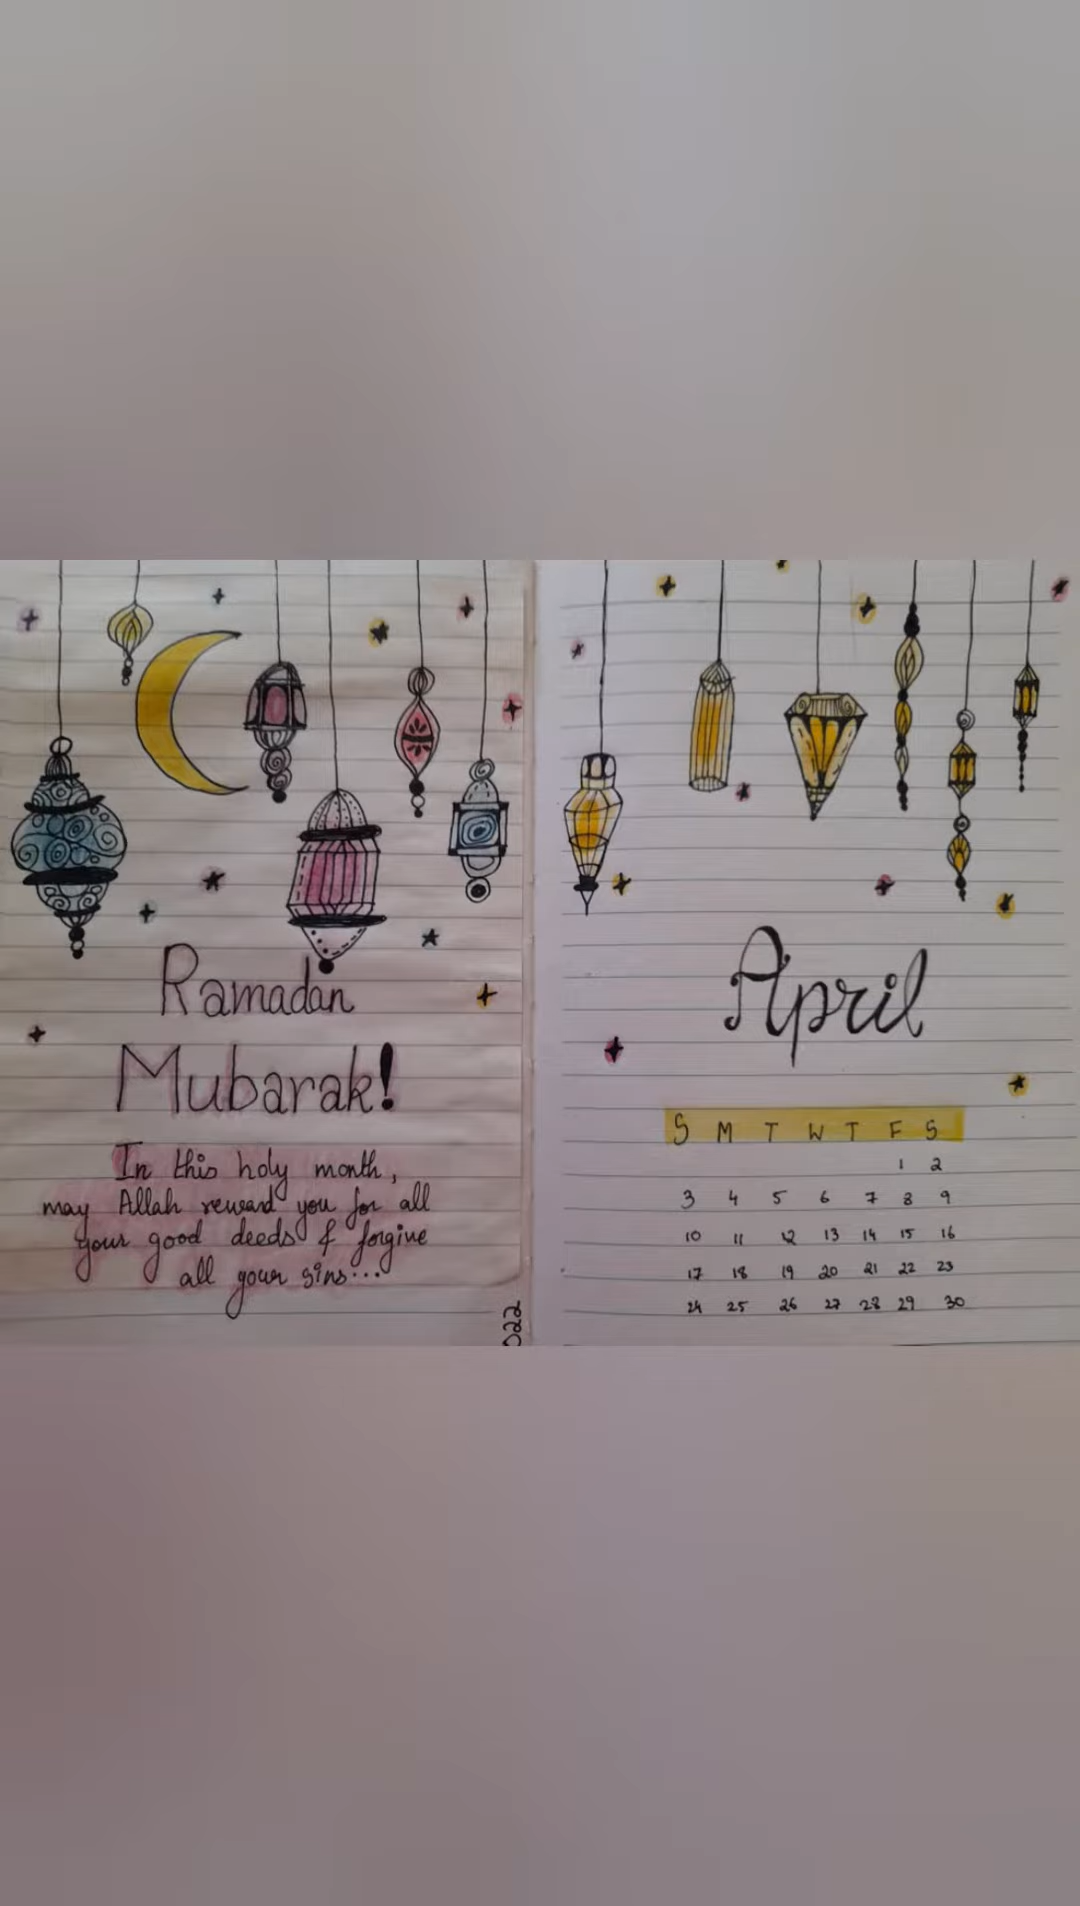 Ramadan
Mubarak!
In this holy month,
may Allah reward you for all
your good deeds & forgive
all your sins...
022
April
S M T W T F S
1 2
3 4 5 6 7 8 9
10 11 12 13 14 15 16
17 18 19 20 21 22 23
24 25 26 27 28 29 30